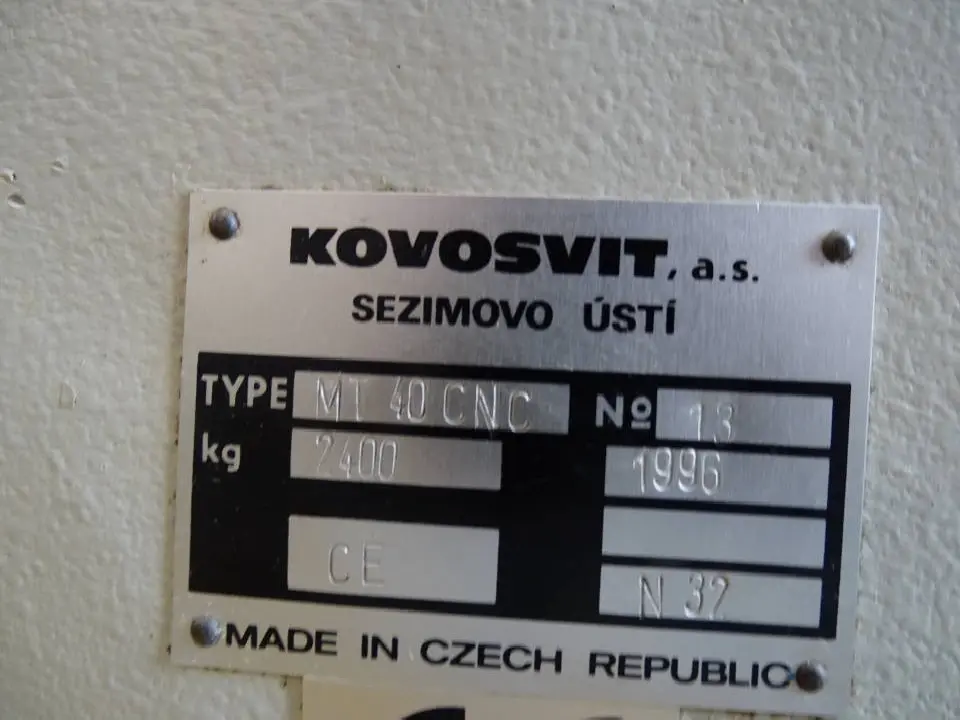 KOVOSVIT, a.s.
SEZIMOVO ÚSTÍ
TYPE MT 40 CNC No 13
kg 2400 1996
CE N 32
MADE IN CZECH REPUBLIC